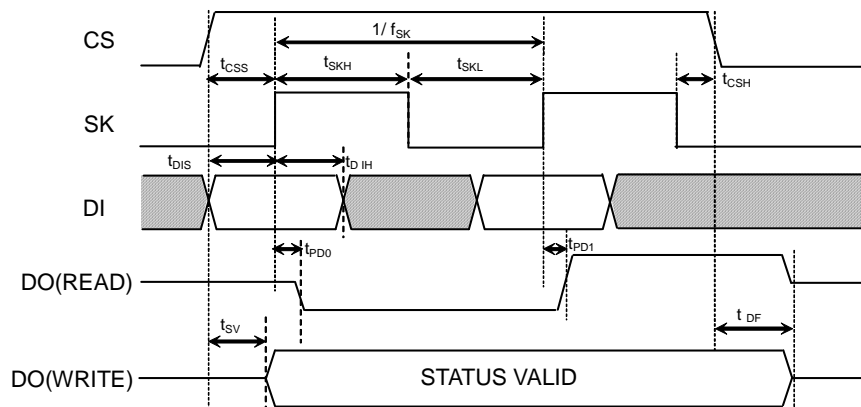 CS
1/ fSK
tCSS
tSKH
tSKL
tCSH
SK
tDIS
tD IH
DI
tPD0
tPD1
DO(READ)
tSV
t DF
DO(WRITE)
STATUS VALID